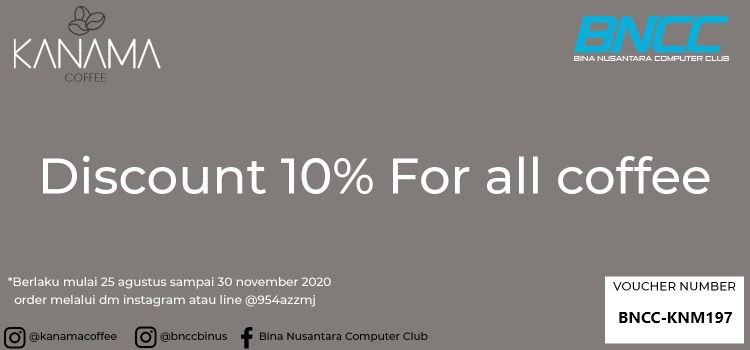 KANAMA
COFFEE
BNCC
BINA NUSANTARA COMPUTER CLUB
Discount 10% For all coffee
*Berlaku mulai 25 agustus sampai 30 november 2020
order melalui dm instagram atau line @954azzmj
VOUCHER NUMBER
BNCC-KNM197
@kanamacoffee @bnccbinus Bina Nusantara Computer Club